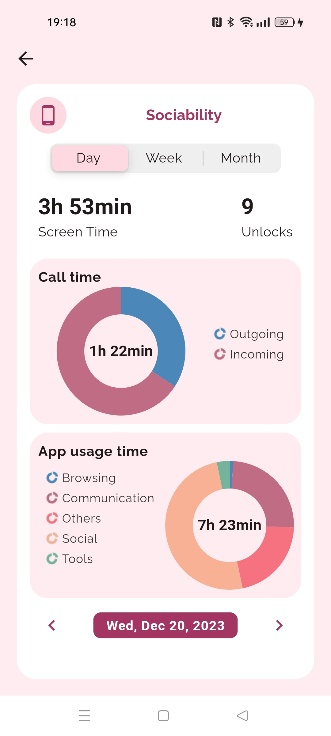 19:18
59
Sociability
Day Week Month
3h 53min 9
Screen Time Unlocks
Call time
1h 22min
Outgoing
Incoming
App usage time
Browsing
Communication
Others
Social
Tools
7h 23min
Wed, Dec 20, 2023